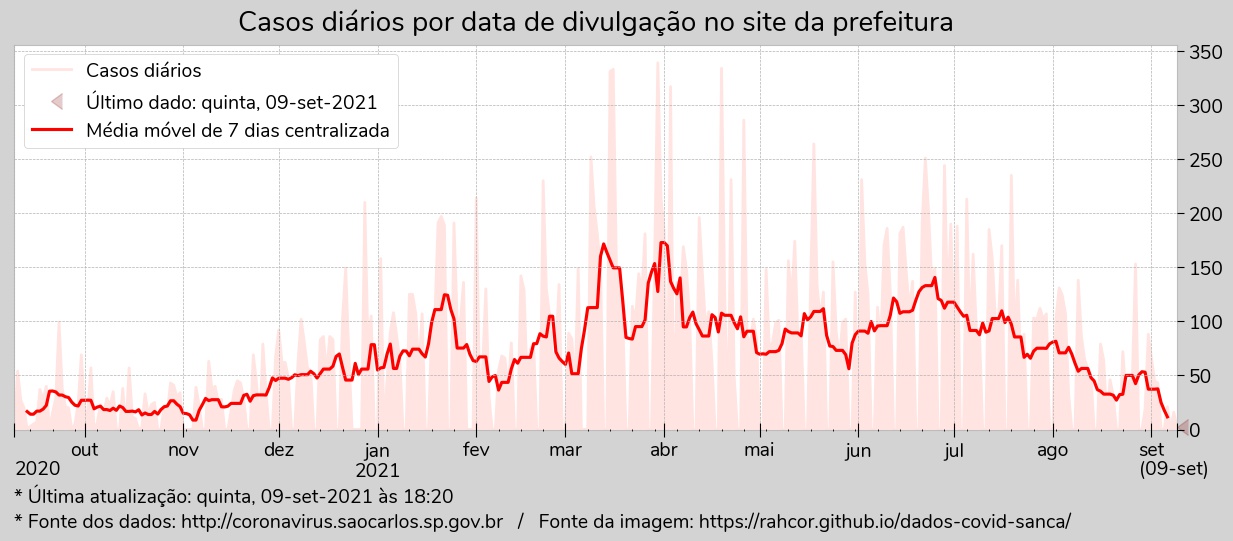 Casos diários por data de divulgação no site da prefeitura
Casos diários
Último dado: quinta, 09-set-2021
Média móvel de 7 dias centralizada
350
300
250
200
150
100
50
0
out nov dez jan fev mar abr mai jun jul ago set
2020 2021 (09-set)
* Última atualização: quinta, 09-set-2021 às 18:20
* Fonte dos dados: http://coronavirus.saocarlos.sp.gov.br / Fonte da imagem: https://rahcor.github.io/dados-covid-sanca/